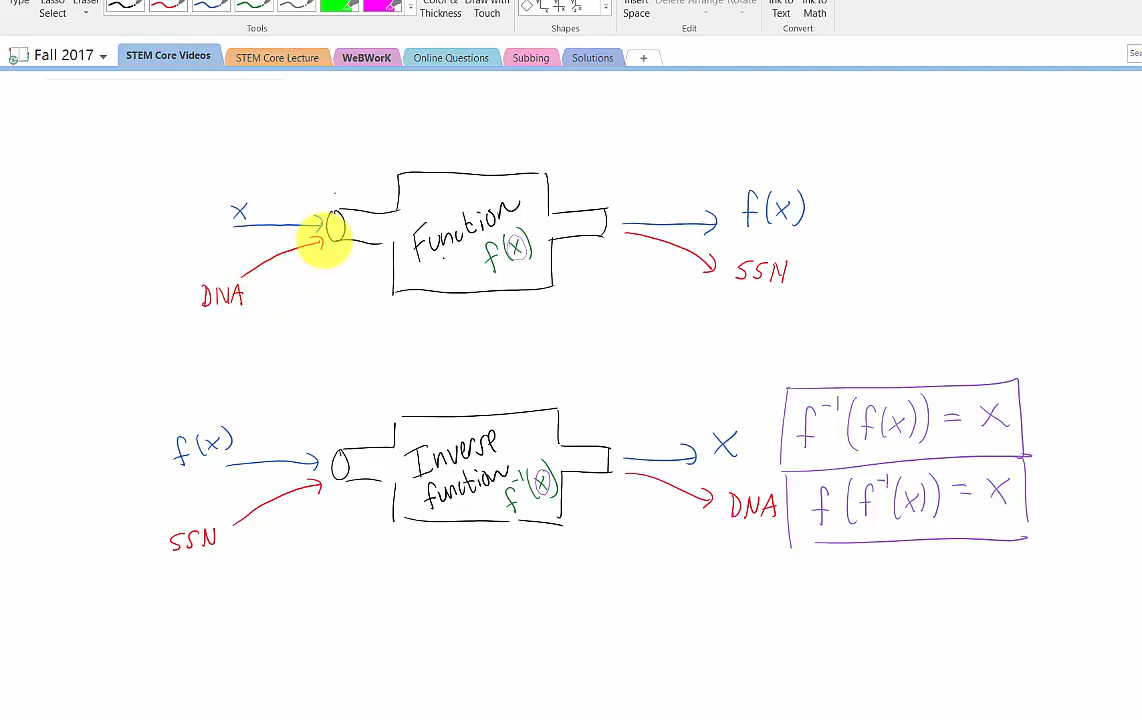 Type Lasso Select Eraser Color & Thickness Draw with Touch Insert Space Delete Arrange Rotate Ink to Text Ink to Math
Tools Shapes Edit Convert
Fall 2017 STEM Core Videos STEM Core Lecture WeBWorK Online Questions Subbing Solutions +
x
Function
f(x)
f(x)
DNA
SSN
f(x)
Inverse
function
f⁻¹(x)
x
SSN
DNA
f⁻¹(f(x)) = x
f(f⁻¹(x)) = x